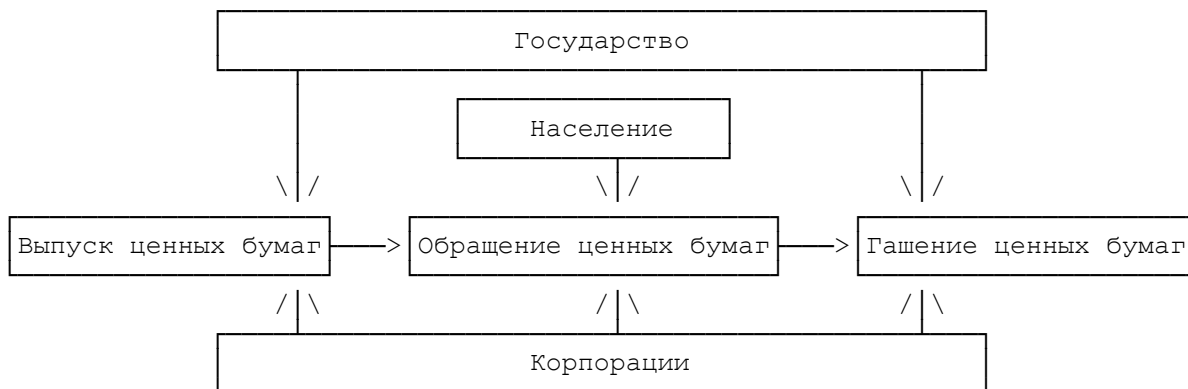 Государство
Население
Выпуск ценных бумаг
Обращение ценных бумаг
Гашение ценных бумаг
Корпорации